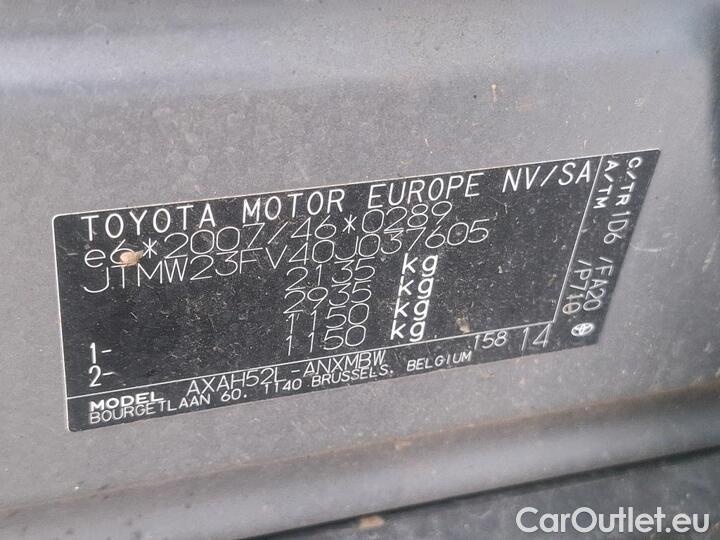 TOYOTA MOTOR EUROPE NV/SA
e6*2007/46*0289
JTMW23FV40J037605
2135 kg
2935 kg
1- 1150 kg
2- 1150 kg
MODEL AXAH52L-ANXMBW T58 14
BOURGETLAAN 60, 1140 BRUSSELS, BELGIUM
C/TR 1D6 /FA20
A/TM /P710
CarOutlet.eu